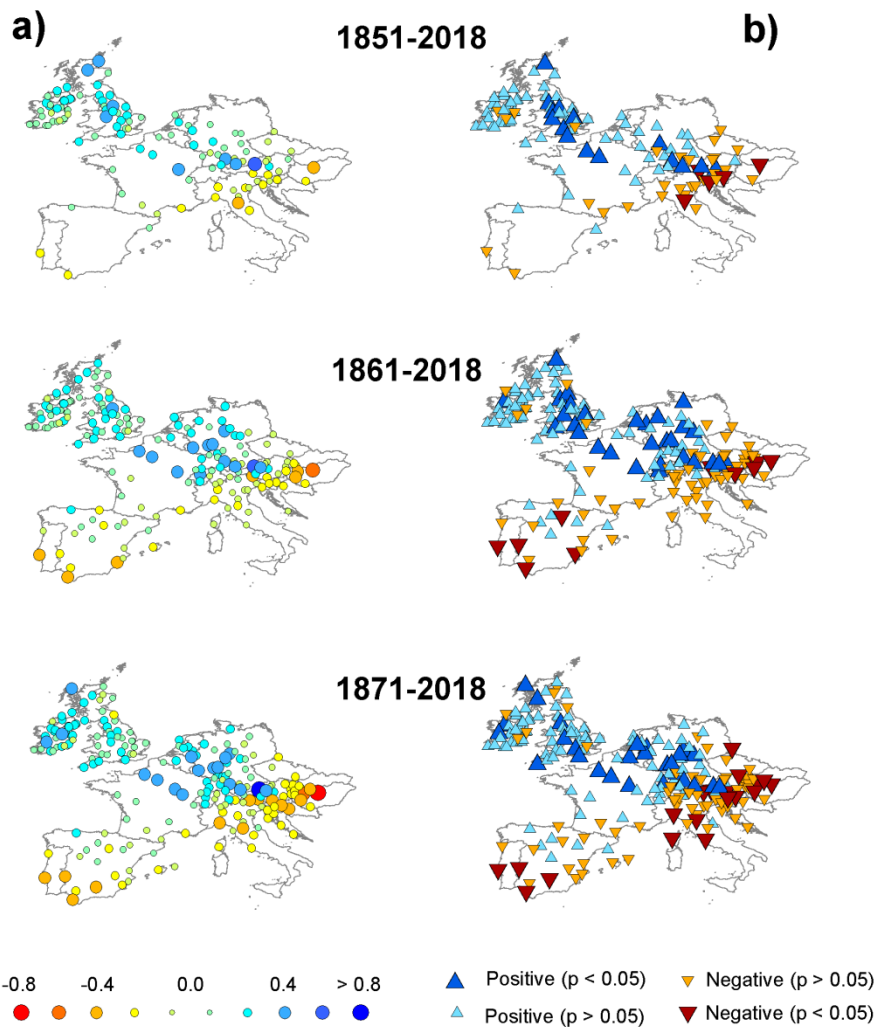 a)
1851-2018
b)
1861-2018
1871-2018
-0.8 -0.4 0.0 0.4 > 0.8
Positive (p < 0.05) Negative (p > 0.05)
Positive (p > 0.05) Negative (p < 0.05)